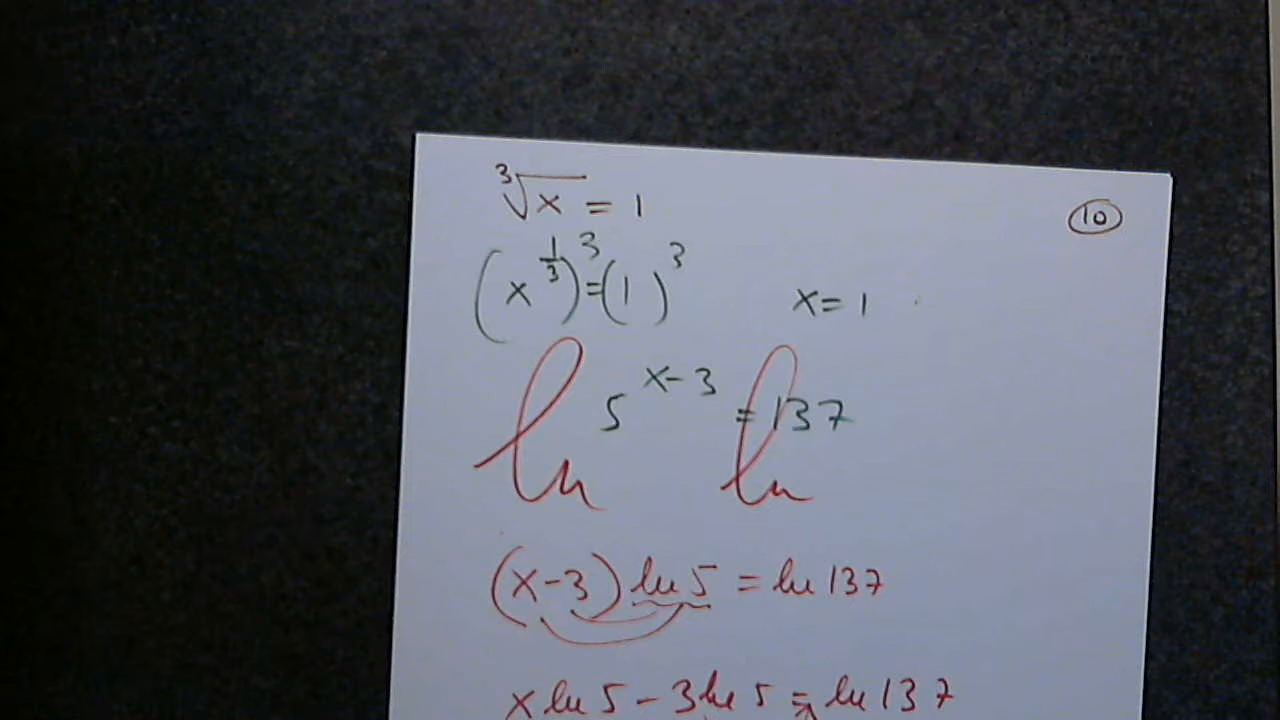 ∛x = 1
10
(x^(1/3))^3 = (1)^3 x = 1
ln 5^(x-3) = ln 137
(x-3) ln 5 = ln 137
x ln 5 - 3 ln 5 = ln 137